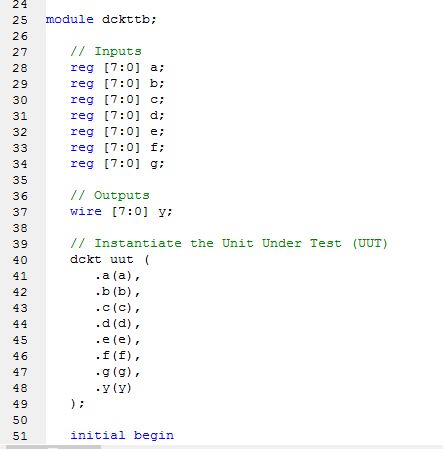 24
25 module dckttb;
26
27 // Inputs
28 reg [7:0] a;
29 reg [7:0] b;
30 reg [7:0] c;
31 reg [7:0] d;
32 reg [7:0] e;
33 reg [7:0] f;
34 reg [7:0] g;
35
36 // Outputs
37 wire [7:0] y;
38
39 // Instantiate the Unit Under Test (UUT)
40 dckt uut (
41 .a(a),
42 .b(b),
43 .c(c),
44 .d(d),
45 .e(e),
46 .f(f),
47 .g(g),
48 .y(y)
49 );
50
51 initial begin